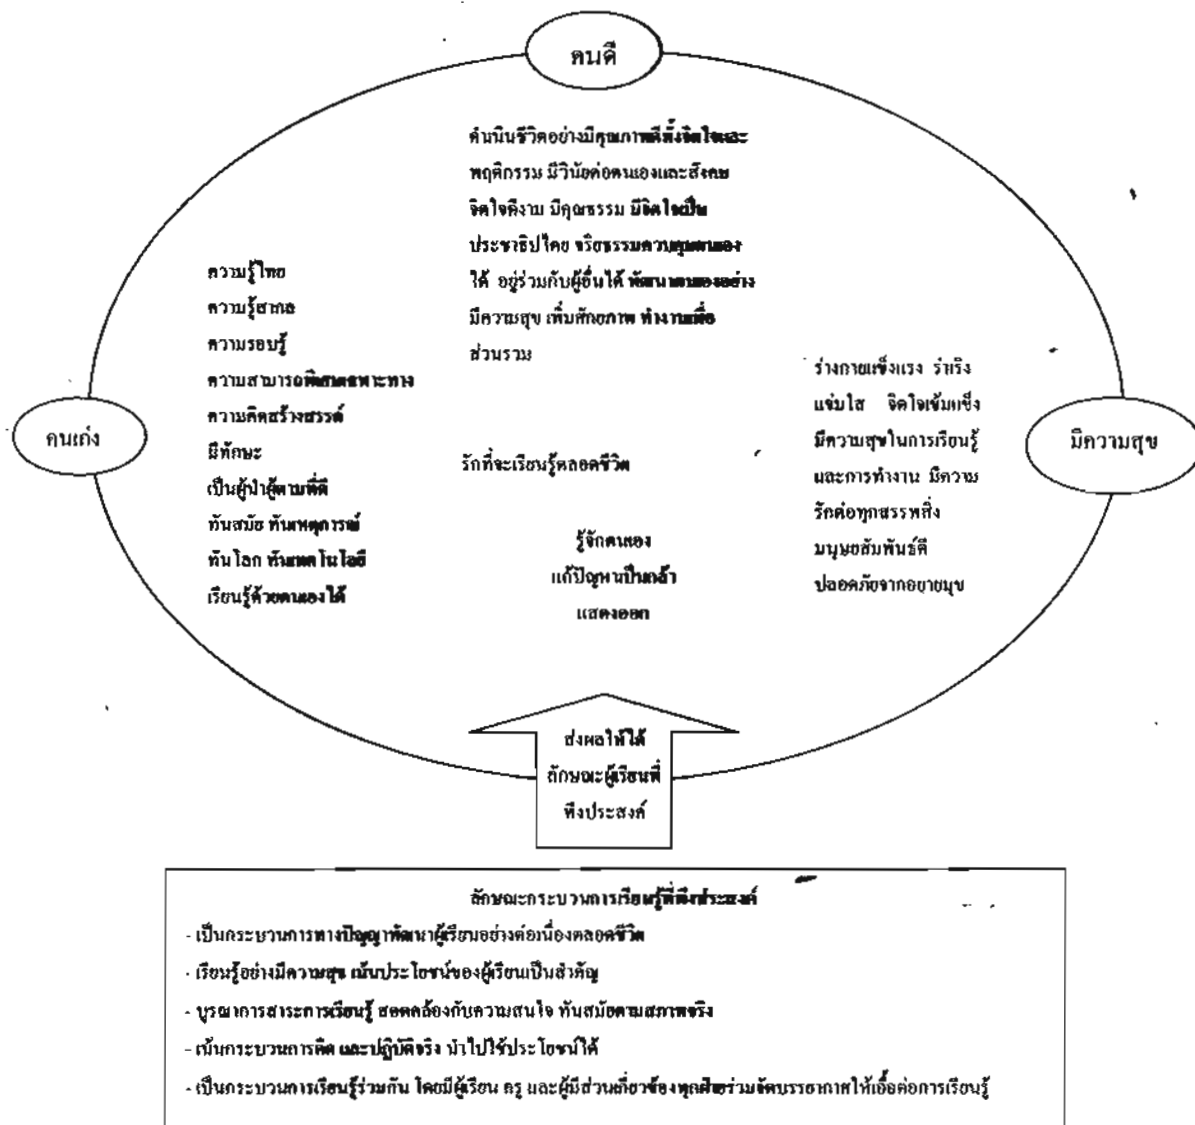 คนดี
ดำเนินชีวิตอย่างมีคุณภาพดีทั้งจิตใจและ
พฤติกรรม มีวินัยต่อตนเองและสังคม
จิตใจดีงาม มีคุณธรรม มีจิตใจเป็น
ประชาธิปไตย จริยธรรมควบคุมตนเอง
ได้ อยู่ร่วมกับผู้อื่นได้ พัฒนาตนเองอย่าง
มีความสุข เพิ่มศักยภาพ ทำงานเพื่อ
ส่วนรวม
คนเก่ง
ความรู้ไทย
ความรู้สากล
ความรอบรู้
ความสามารถพิเศษเฉพาะทาง
ความคิดสร้างสรรค์
มีทักษะ
เป็นผู้นำผู้ตามที่ดี
ทันสมัย ทันเหตุการณ์
ทันโลก ทันเทคโนโลยี
เรียนรู้ด้วยตนเองได้
รักที่จะเรียนรู้ตลอดชีวิต
รู้จักตนเอง
แก้ปัญหาเป็นกล้า
แสดงออก
มีความสุข
ร่างกายแข็งแรง ร่าเริง
แจ่มใส จิตใจเข้มแข็ง
มีความสุขในการเรียนรู้
และการทำงาน มีความ
รักต่อทุกสรรพสิ่ง
มนุษยสัมพันธ์ดี
ปลอดภัยจากอบายมุข
ส่งผลให้ได้
ลักษณะผู้เรียนที่
พึงประสงค์
ลักษณะกระบวนการเรียนรู้ที่พึงประสงค์
- เป็นกระบวนการทางปัญญาพัฒนาผู้เรียนอย่างต่อเนื่องตลอดชีวิต
- เรียนรู้อย่างมีความสุข เน้นประโยชน์ของผู้เรียนเป็นสำคัญ
- บูรณาการสาระการเรียนรู้ สอดคล้องกับความสนใจ ทันสมัยตามสภาพจริง
- เน้นกระบวนการคิด และปฏิบัติจริง นำไปใช้ประโยชน์ได้
- เป็นกระบวนการเรียนรู้ร่วมกัน โดยมีผู้เรียน ครู และผู้มีส่วนเกี่ยวข้องทุกฝ่ายร่วมจัดบรรยากาศให้เอื้อต่อการเรียนรู้